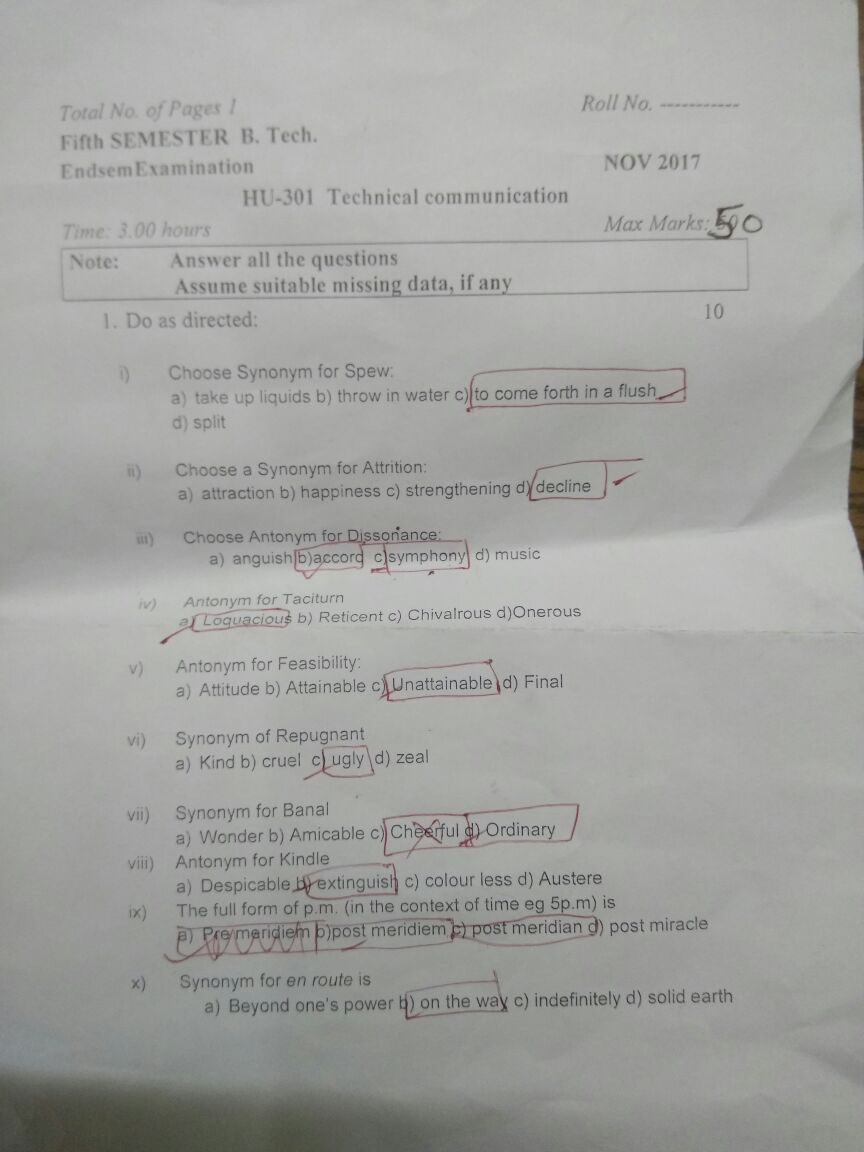 Total No. of Pages 1 Roll No. -----------
Fifth SEMESTER B. Tech.
EndsemExamination NOV 2017
HU-301 Technical communication
Time: 3.00 hours Max Marks: 50
Note: Answer all the questions
Assume suitable missing data, if any
1. Do as directed: 10
i) Choose Synonym for Spew:
a) take up liquids b) throw in water c) to come forth in a flush
d) split
ii) Choose a Synonym for Attrition:
a) attraction b) happiness c) strengthening d) decline
iii) Choose Antonym for Dissonance:
a) anguish b)accord c)symphony d) music
iv) Antonym for Taciturn
a) Loquacious b) Reticent c) Chivalrous d)Onerous
v) Antonym for Feasibility:
a) Attitude b) Attainable c) Unattainable d) Final
vi) Synonym of Repugnant
a) Kind b) cruel c) ugly d) zeal
vii) Synonym for Banal
a) Wonder b) Amicable c) Cheerful d) Ordinary
viii) Antonym for Kindle
a) Despicable b) extinguish c) colour less d) Austere
ix) The full form of p.m. (in the context of time eg 5p.m) is
a) Pre meridiem b)post meridiem c) post meridian d) post miracle
x) Synonym for en route is
a) Beyond one's power b) on the way c) indefinitely d) solid earth